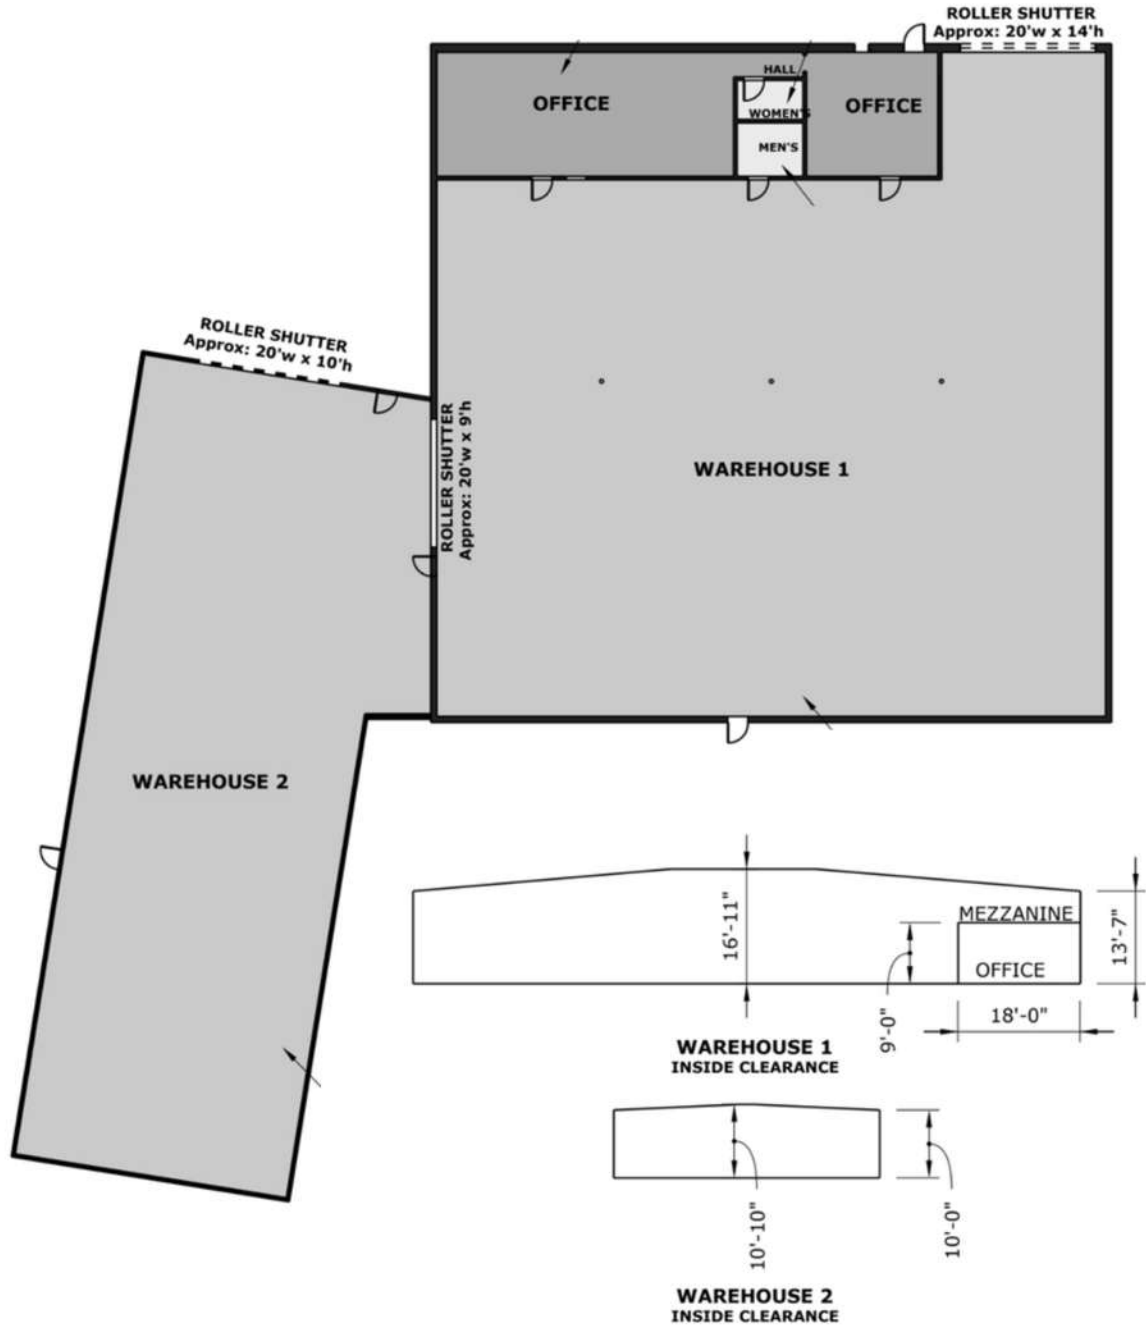 ROLLER SHUTTER
Approx: 20'w x 14'h
HALL
OFFICE
OFFICE
WOMEN'S
MEN'S
ROLLER SHUTTER
Approx: 20'w x 10'h
ROLLER SHUTTER
Approx: 20'w x 9'h
WAREHOUSE 1
WAREHOUSE 2
16'-11"
MEZZANINE
13'-7"
OFFICE
9'-0"
18'-0"
WAREHOUSE 1
INSIDE CLEARANCE
10'-10"
10'-0"
WAREHOUSE 2
INSIDE CLEARANCE